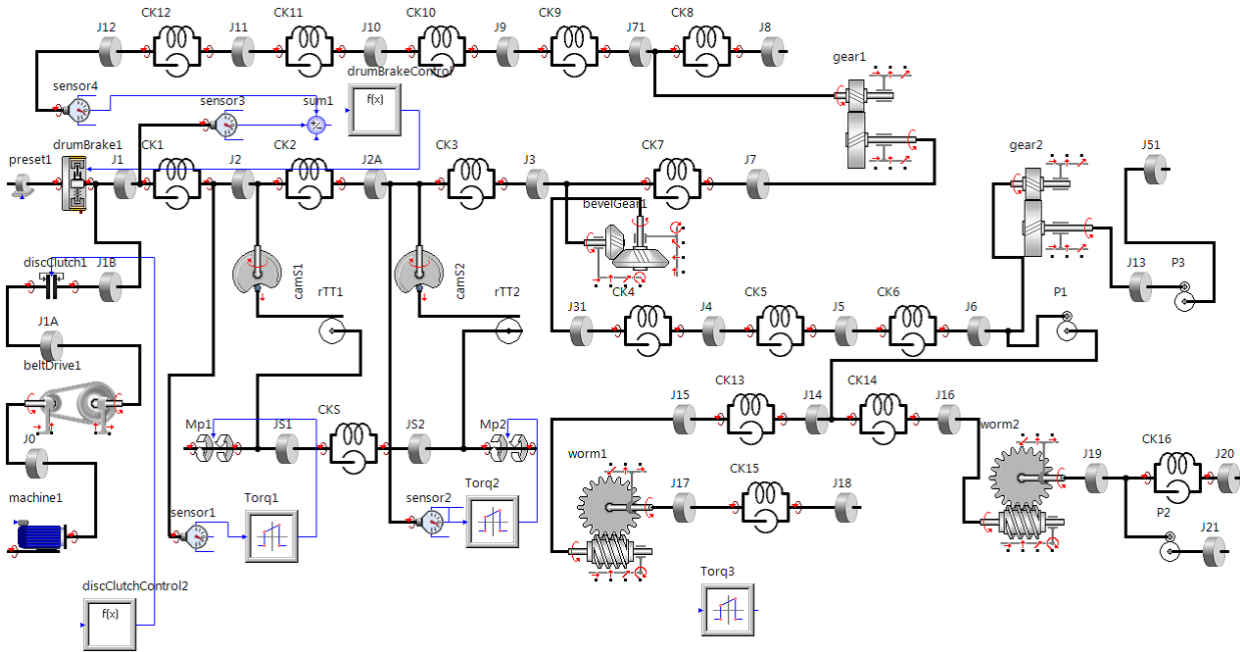 CK12 CK11 CK10 CK9 CK8
J12 J11 J10 J9 J71 J8
gear1
drumBrakeControl
sensor4 sensor3 sum1
f(x)
drumBrake1 J1 CK1 J2 CK2 J2A CK3 J3 CK7 J7 gear2 J51
preset1
bevelGear1
discClutch1 J1B camS1 camS2 J13 P3
rTT1 rTT2 J31 CK4 J4 CK5 J5 CK6 J6 P1
J1A
beltDrive1
J15 CK13 J14 CK14 J16
Mp1 JS1 CKS JS2 Mp2 worm2
J0 CK16
worm1 CK15 J19 J20
J17 J18
machine1 Torq1 sensor2 Torq2
sensor1 P2 J21
discClutchControl2 Torq3
f(x)